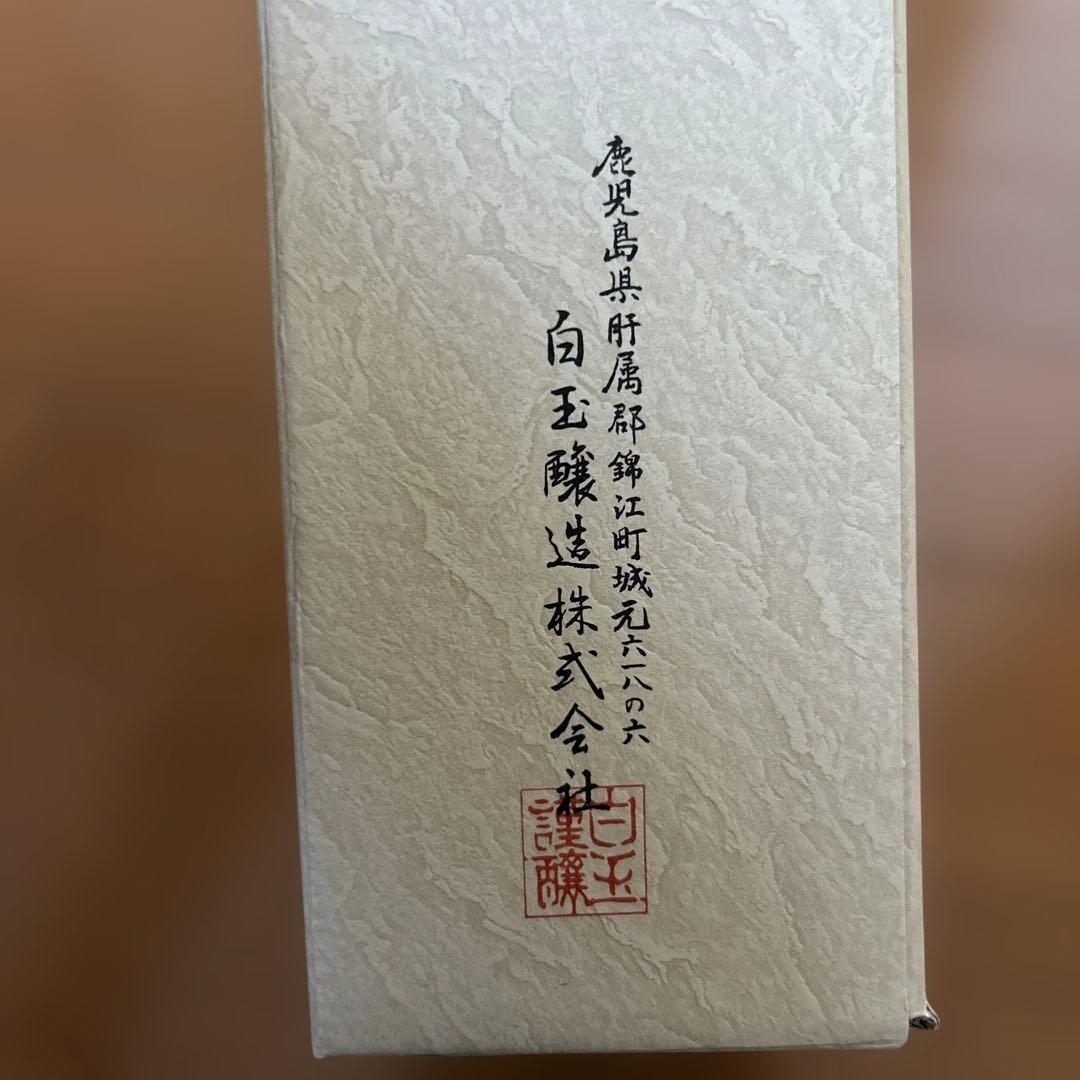 鹿児島県肝属郡錦江町城元六一八の六
白玉醸造株式会社
白玉
謹醸